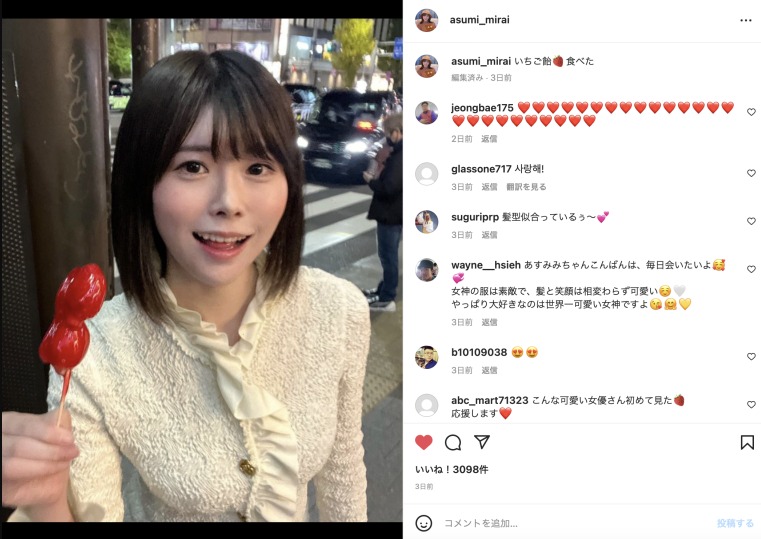 asumi_mirai
asumi_mirai いちご飴🍓食べた
編集済み・3日前
jeongbae175 ❤️❤️❤️❤️❤️❤️❤️❤️❤️❤️❤️❤️❤️❤️❤️
❤️❤️❤️❤️❤️❤️❤️❤️❤️❤️
2日前 返信
glassone717 사랑해!
3日前 返信 翻訳を見る
suguriprp 髪型似合っているぅ〜💞
3日前 返信
wayne__hsieh あすみみちゃんこんばんは、毎日会いたいよ🥰
💞
女神の服は素敵で、髪と笑顔は相変わらず可愛い☺️🤍
やっぱり大好きなのは世界一可愛い女神ですよ😘🤗💛
3日前 返信
b10109038 😍😍
3日前 返信
abc_mart71323 こんな可愛い女優さん初めて見た🍓
応援します❤️
いいね！3098件
3日前
コメントを追加...
投稿する